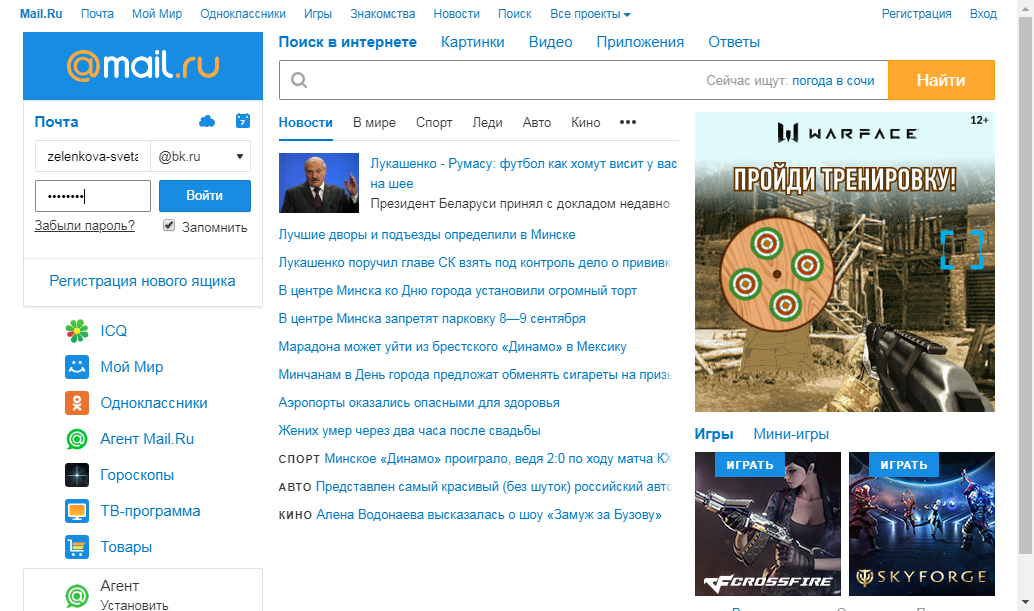 Mail.Ru Почта Мой Мир Одноклассники Игры Знакомства Новости Поиск Все проекты Регистрация Вход
@mail.ru
Почта
7
zelenkova-sveta @bk.ru
Войти
Забыли пароль? Запомнить
Регистрация нового ящика
ICQ
Мой Мир
Одноклассники
Агент Mail.Ru
Гороскопы
ТВ-программа
Товары
Агент
Установить
Поиск в интернете Картинки Видео Приложения Ответы
Сейчас ищут: погода в сочи Найти
Новости В мире Спорт Леди Авто Кино •••
Лукашенко - Румасу: футбол как хомут висит у вас
на шее
Президент Беларуси принял с докладом недавно
Лучшие дворы и подъезды определили в Минске
Лукашенко поручил главе СК взять под контроль дело о прививк
В центре Минска ко Дню города установили огромный торт
В центре Минска запретят парковку 8—9 сентября
Марадона может уйти из брестского «Динамо» в Мексику
Минчанам в День города предложат обменять сигареты на призы
Аэропорты оказались опасными для здоровья
Жених умер через два часа после свадьбы
СПОРТ Минское «Динамо» проиграло, ведя 2:0 по ходу матча КХ
АВТО Представлен самый красивый (без шуток) российский авто
КИНО Алена Водонаева высказалась о шоу «Замуж за Бузову»
12+
WARFACE
ПРОЙДИ ТРЕНИРОВКУ!
Игры Мини-игры
ИГРАТЬ
CROSSFIRE
ИГРАТЬ
SKYFORGE